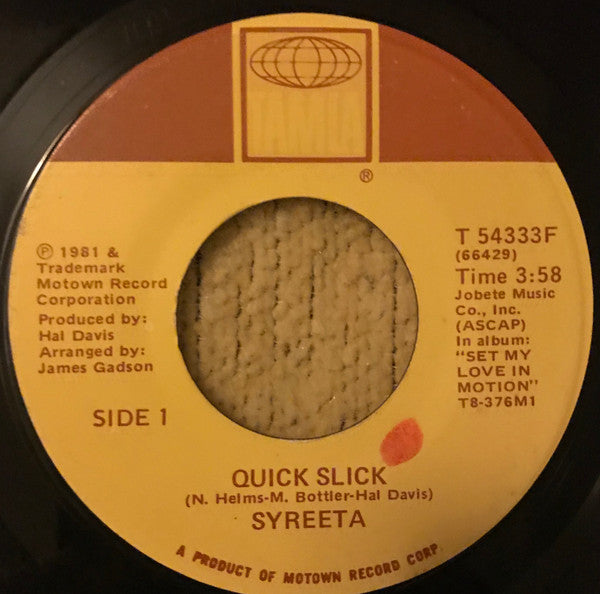 TAMLA
®
℗ 1981 &
Trademark
Motown Record
Corporation
Produced by:
Hal Davis
Arranged by:
James Gadson
SIDE 1
T 54333F
(66429)
Time 3:58
Jobete Music
Co., Inc.
(ASCAP)
In album:
"SET MY
LOVE IN
MOTION"
T8-376M1
QUICK SLICK
(N. Helms-M. Bottler-Hal Davis)
SYREETA
A PRODUCT OF MOTOWN RECORD CORP.